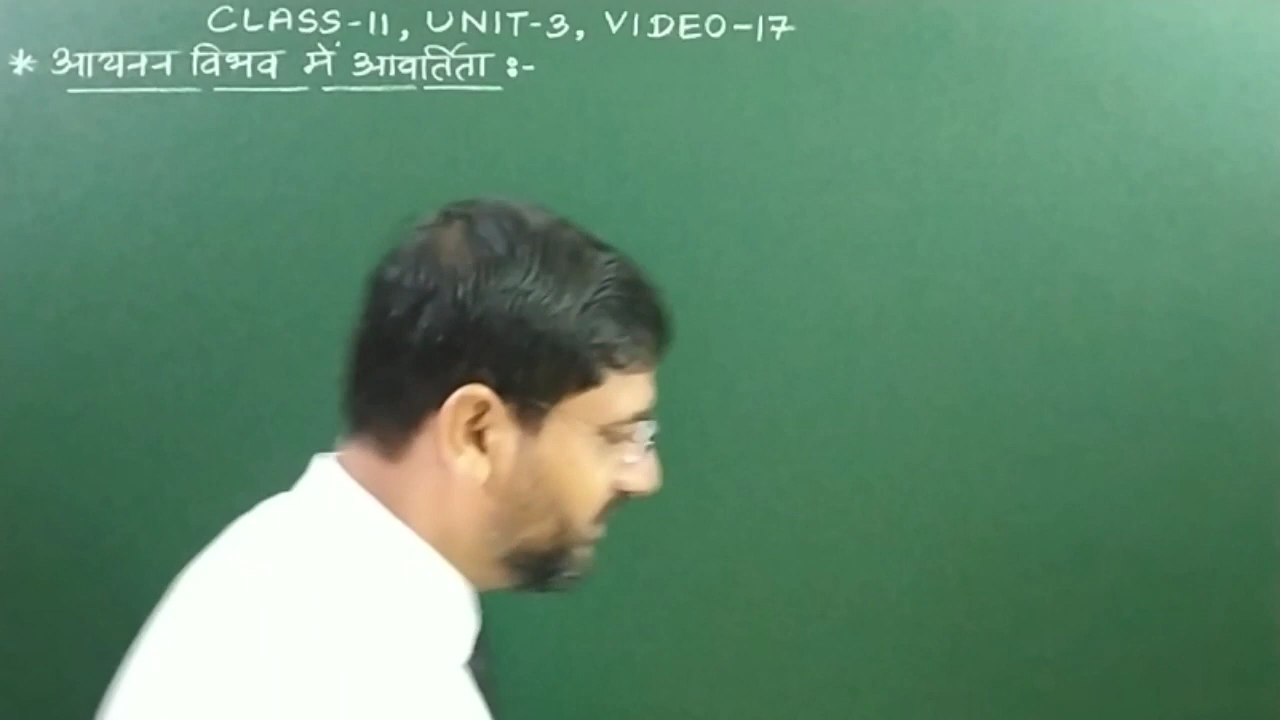 CLASS-11, UNIT-3, VIDEO-17
* आयनन विभव में आवर्तिता :-